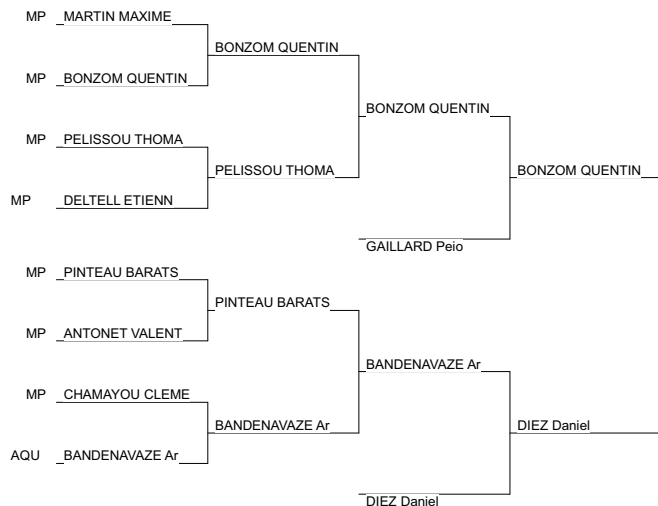 MP MARTIN MAXIME
BONZOM QUENTIN
MP BONZOM QUENTIN
BONZOM QUENTIN
MP PELISSOU THOMA
PELISSOU THOMA
BONZOM QUENTIN
MP DELTELL ETIENN
GAILLARD Peio
MP PINTEAU BARATS
PINTEAU BARATS
MP ANTONET VALENT
BANDENAVAZE Ar
MP CHAMAYOU CLEME
BANDENAVAZE Ar
DIEZ Daniel
AQU BANDENAVAZE Ar
DIEZ Daniel